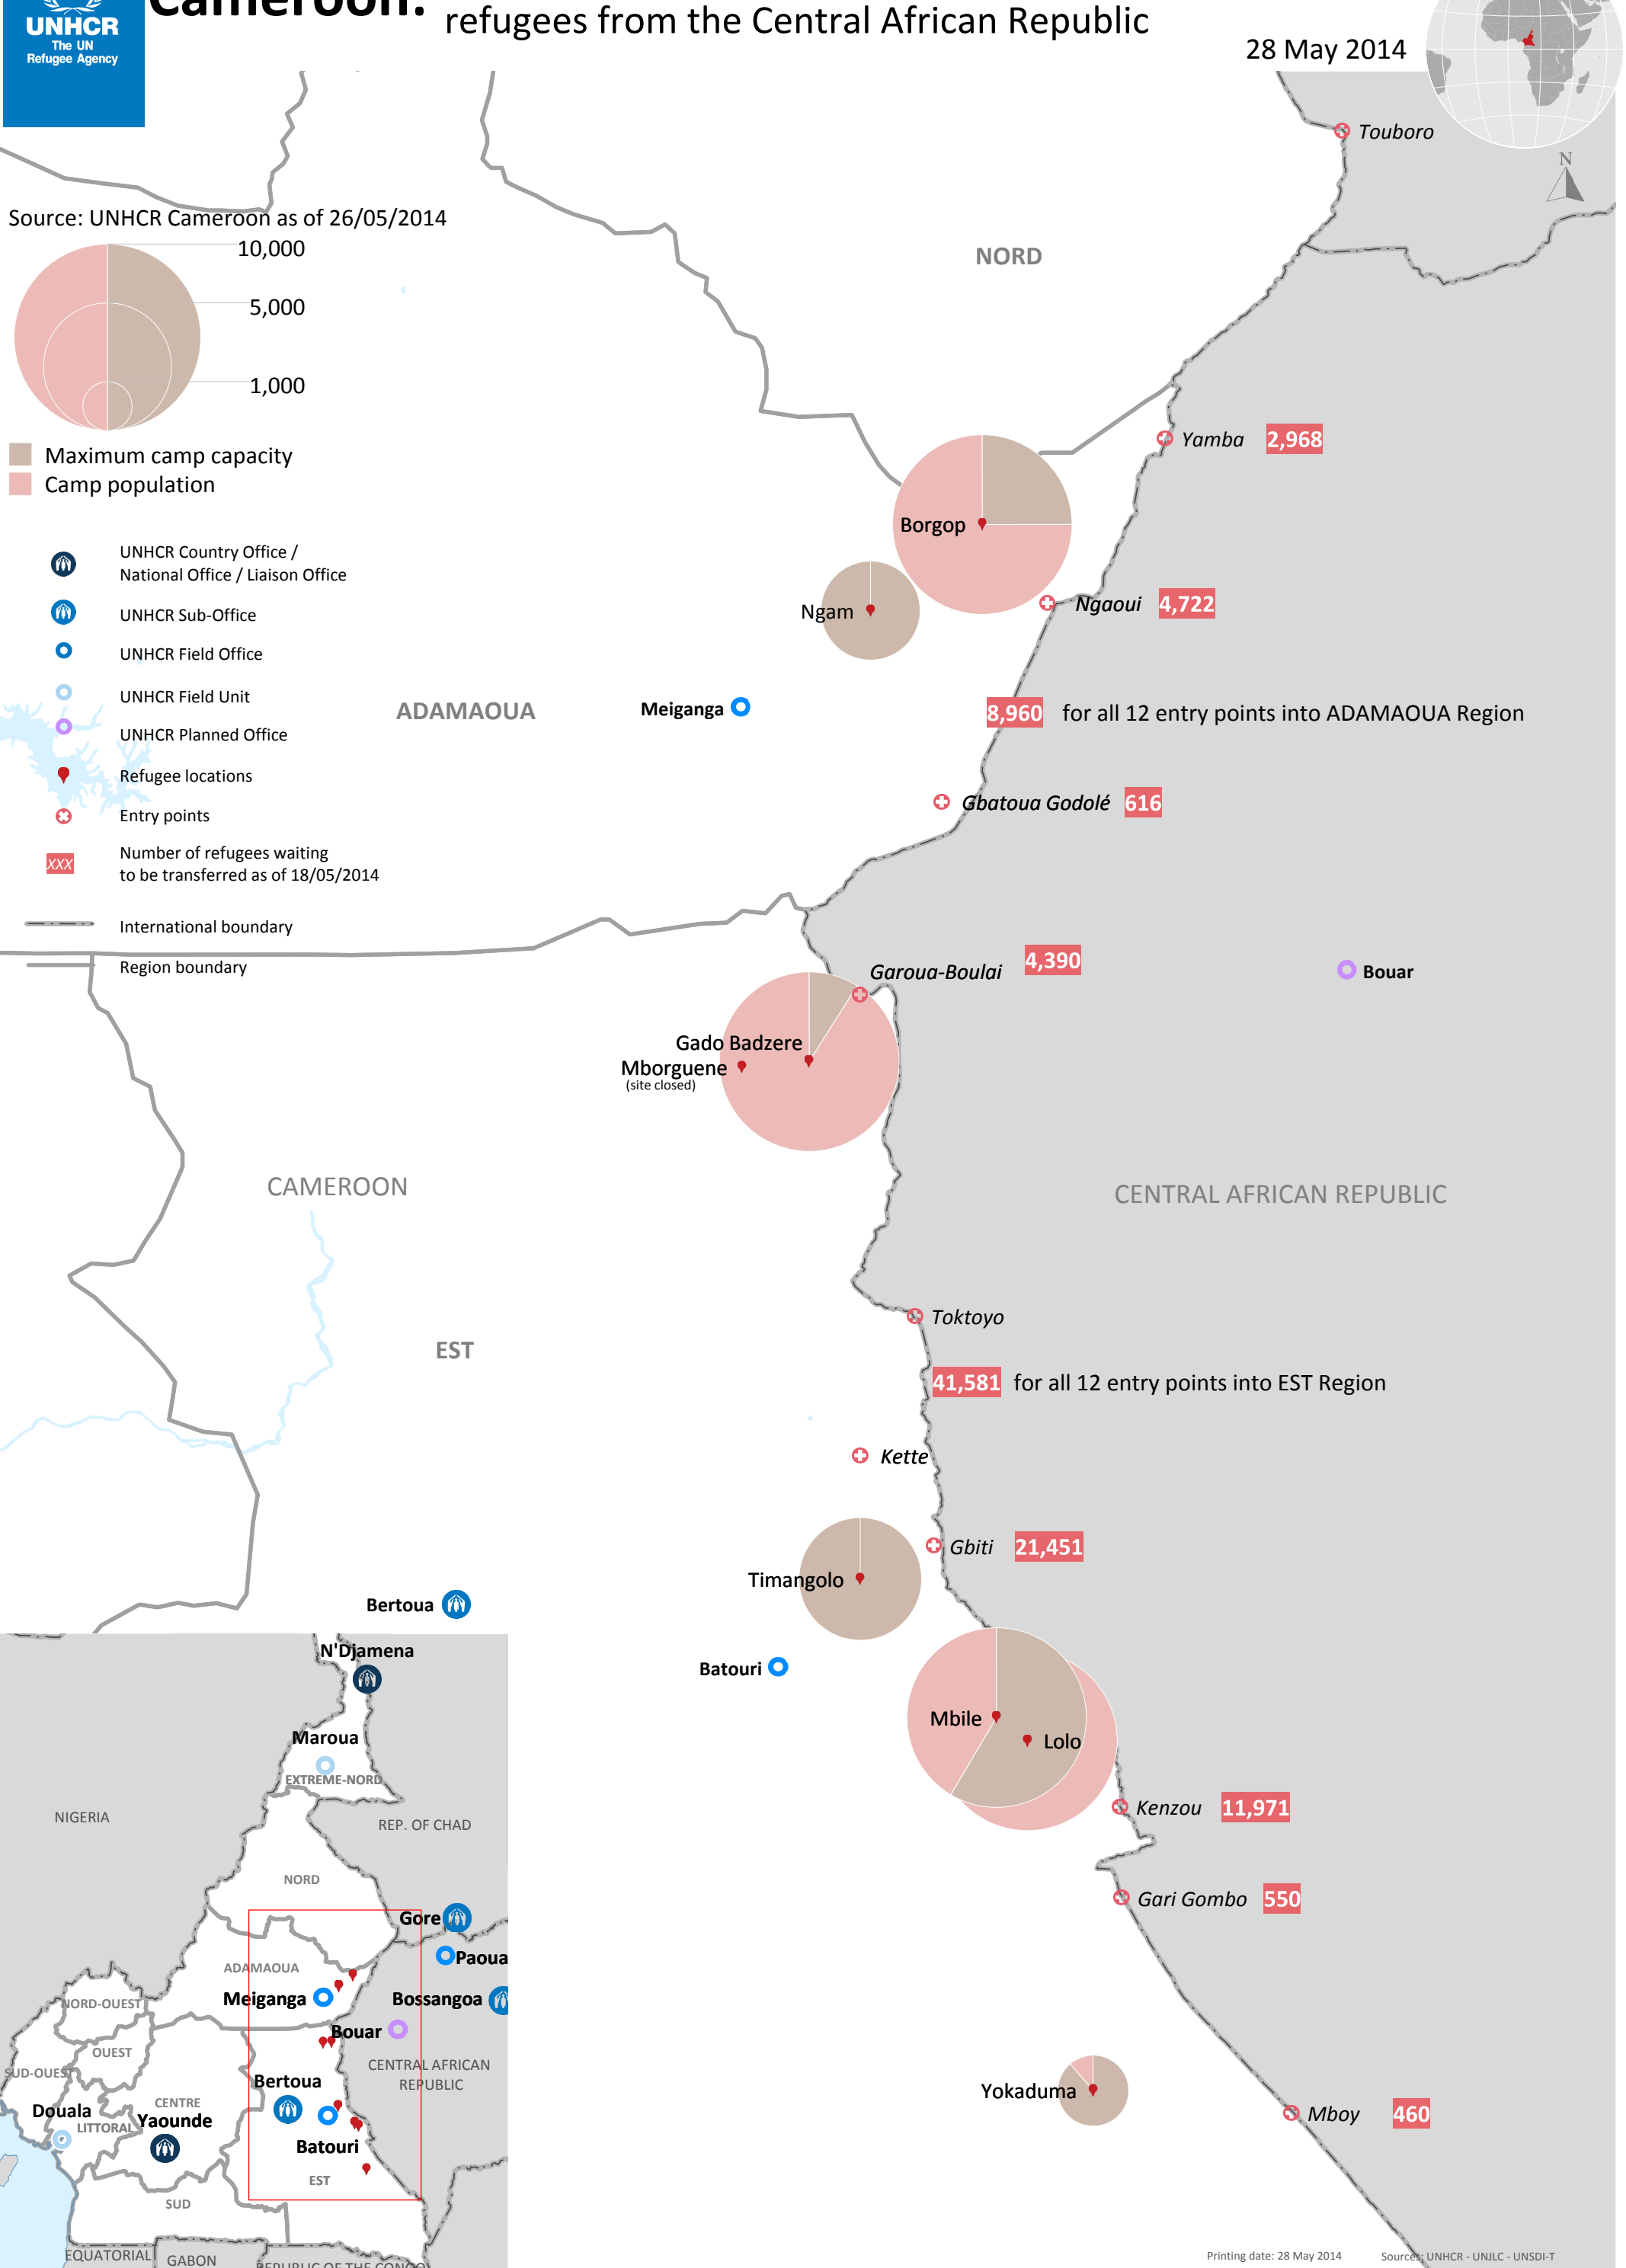 UNHCR
The UN
Refugee Agency
Cameroon:
refugees from the Central African Republic
28 May 2014
N
Touboro
Source: UNHCR Cameroon as of 26/05/2014
10,000
5,000
1,000
Maximum camp capacity
Camp population
UNHCR Country Office /
National Office / Liaison Office
UNHCR Sub-Office
UNHCR Field Office
UNHCR Field Unit
UNHCR Planned Office
Refugee locations
Entry points
XXX
Number of refugees waiting
to be transferred as of 18/05/2014
International boundary
Region boundary
NORD
Yamba 2,968
Borgop
Ngam
Ngaoui 4,722
ADAMAOUA
Meiganga
8,960 for all 12 entry points into ADAMAOUA Region
Gbatoua Godolé 616
Garoua-Boulai 4,390
Bouar
Gado Badzere
Mborguene
(site closed)
CAMEROON
CENTRAL AFRICAN REPUBLIC
Toktoyo
EST
41,581 for all 12 entry points into EST Region
Kette
Gbiti 21,451
Timangolo
Bertoua
Batouri
Mbile
Lolo
Kenzou 11,971
Gari Gombo 550
Yokaduma
Mboy 460
N'Djamena
Maroua
EXTREME-NORD
NIGERIA
REP. OF CHAD
NORD
Gore
Paoua
ADAMAOUA
Meiganga
Bossangoa
NORD-OUEST
Bouar
OUEST
SUD-OUEST
CENTRAL AFRICAN
REPUBLIC
Bertoua
CENTRE
Douala
LITTORAL
Yaounde
Batouri
EST
SUD
EQUATORIAL
GABON
REPUBLIC OF THE CONGO
Printing date: 28 May 2014
Sources: UNHCR - UNJLC - UNSDI-T